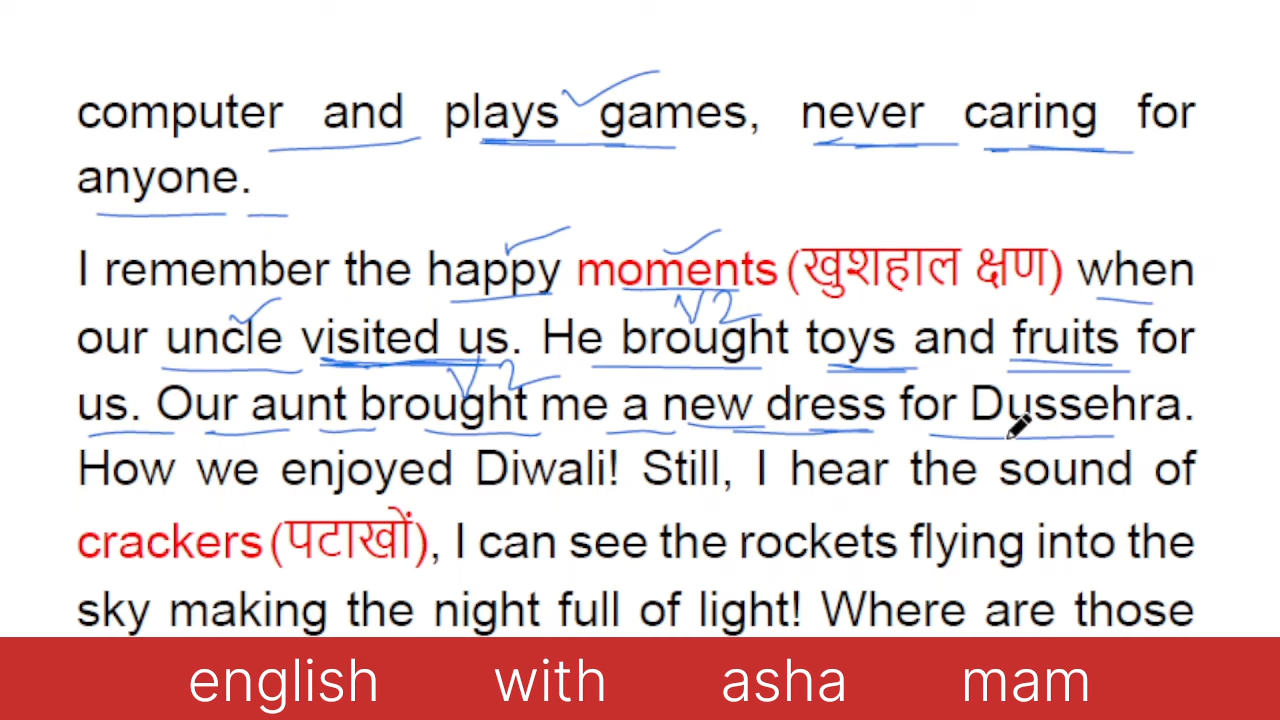 computer and plays games, never caring for
anyone.
I remember the happy moments (खुशहाल क्षण) when
V2
our uncle visited us. He brought toys and fruits for
V2
us. Our aunt brought me a new dress for Dussehra.
How we enjoyed Diwali! Still, I hear the sound of
crackers (पटाखों), I can see the rockets flying into the
sky making the night full of light! Where are those
english with asha mam